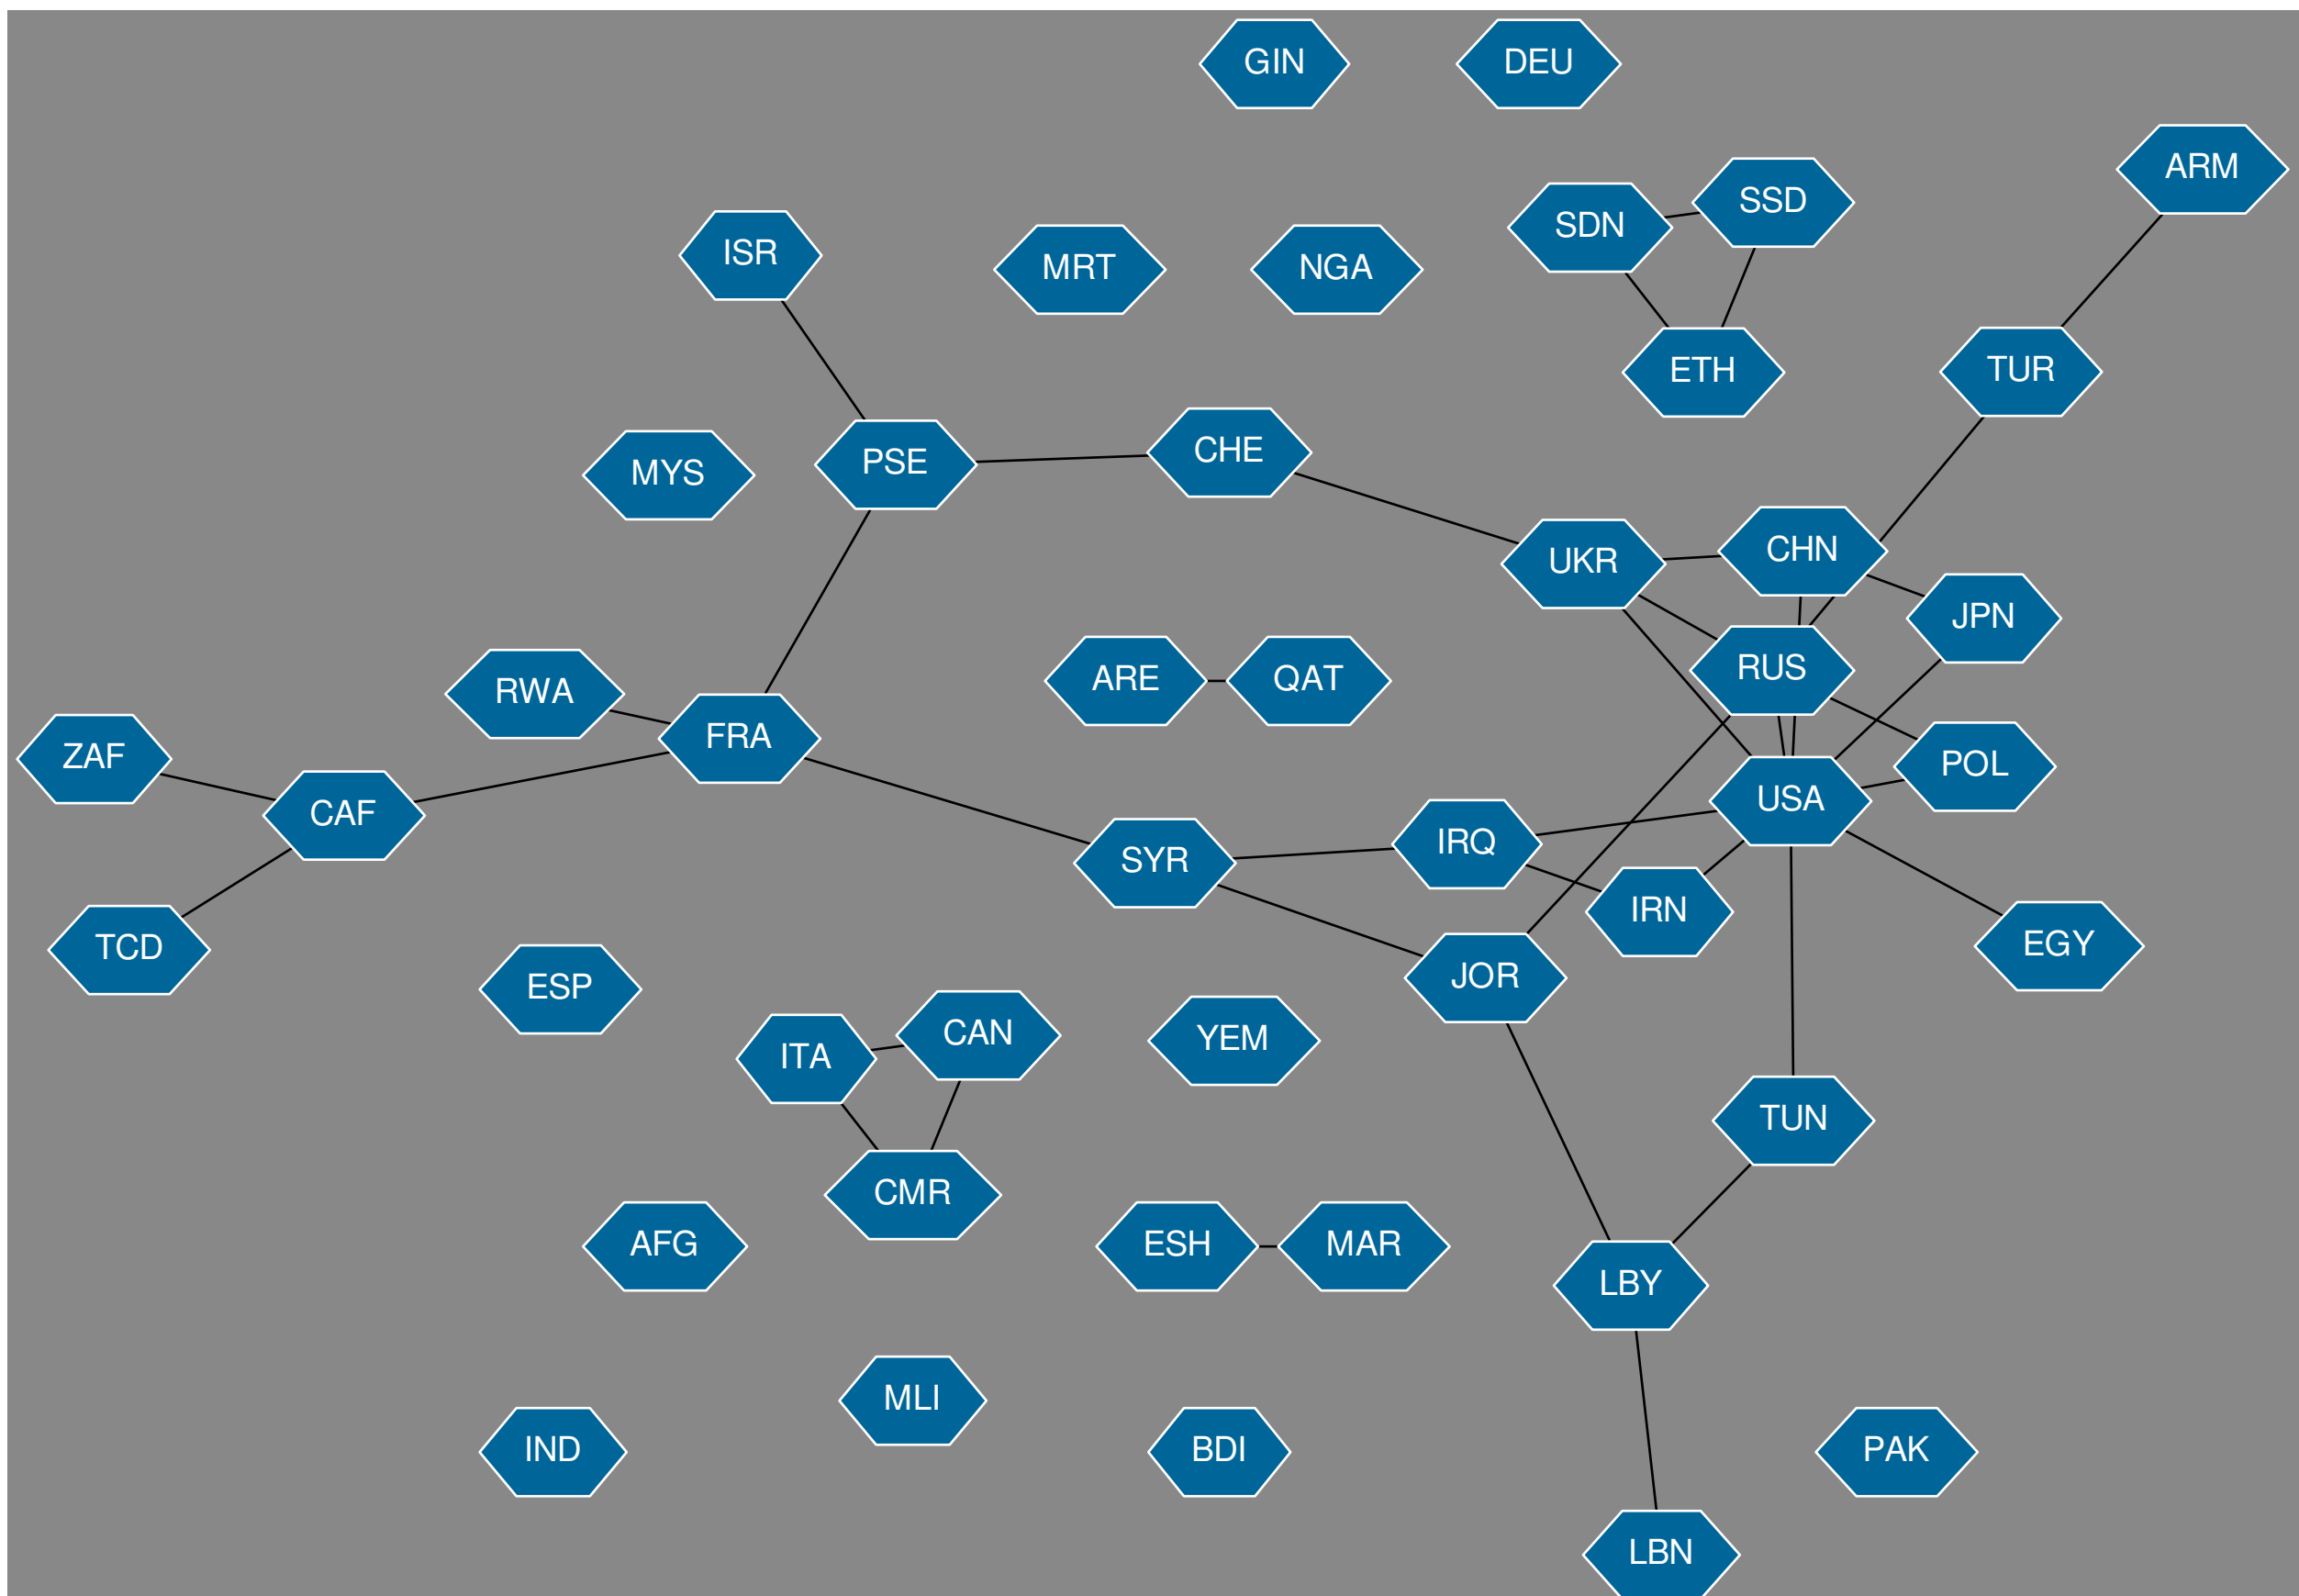 GIN
DEU
ARM
SSD
SDN
ISR
MRT
NGA
ETH
TUR
CHE
PSE
MYS
CHN
UKR
JPN
RUS
ARE
QAT
RWA
FRA
ZAF
POL
USA
CAF
IRQ
SYR
IRN
EGY
TCD
JOR
ESP
CAN
YEM
ITA
TUN
CMR
AFG
ESH
MAR
LBY
MLI
IND
BDI
PAK
LBN